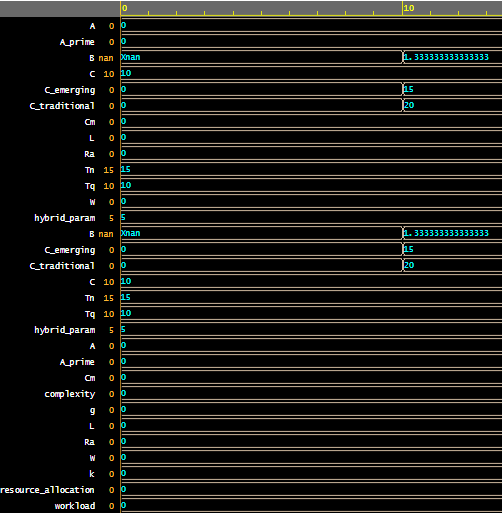 0 10
A 0 0
A_prime 0 0
B nan Xnan 1.333333333333333
C 10 10
C_emerging 0 0 15
C_traditional 0 0 20
Cm 0 0
L 0 0
Ra 0 0
Tn 15 15
Tq 10 10
W 0 0
hybrid_param 5 5
B nan Xnan 1.333333333333333
C_emerging 0 0 15
C_traditional 0 0 20
C 10 10
Tn 15 15
Tq 10 10
hybrid_param 5 5
A 0 0
A_prime 0 0
Cm 0 0
complexity 0 0
g 0 0
L 0 0
Ra 0 0
W 0 0
k 0 0
resource_allocation 0 0
workload 0 0